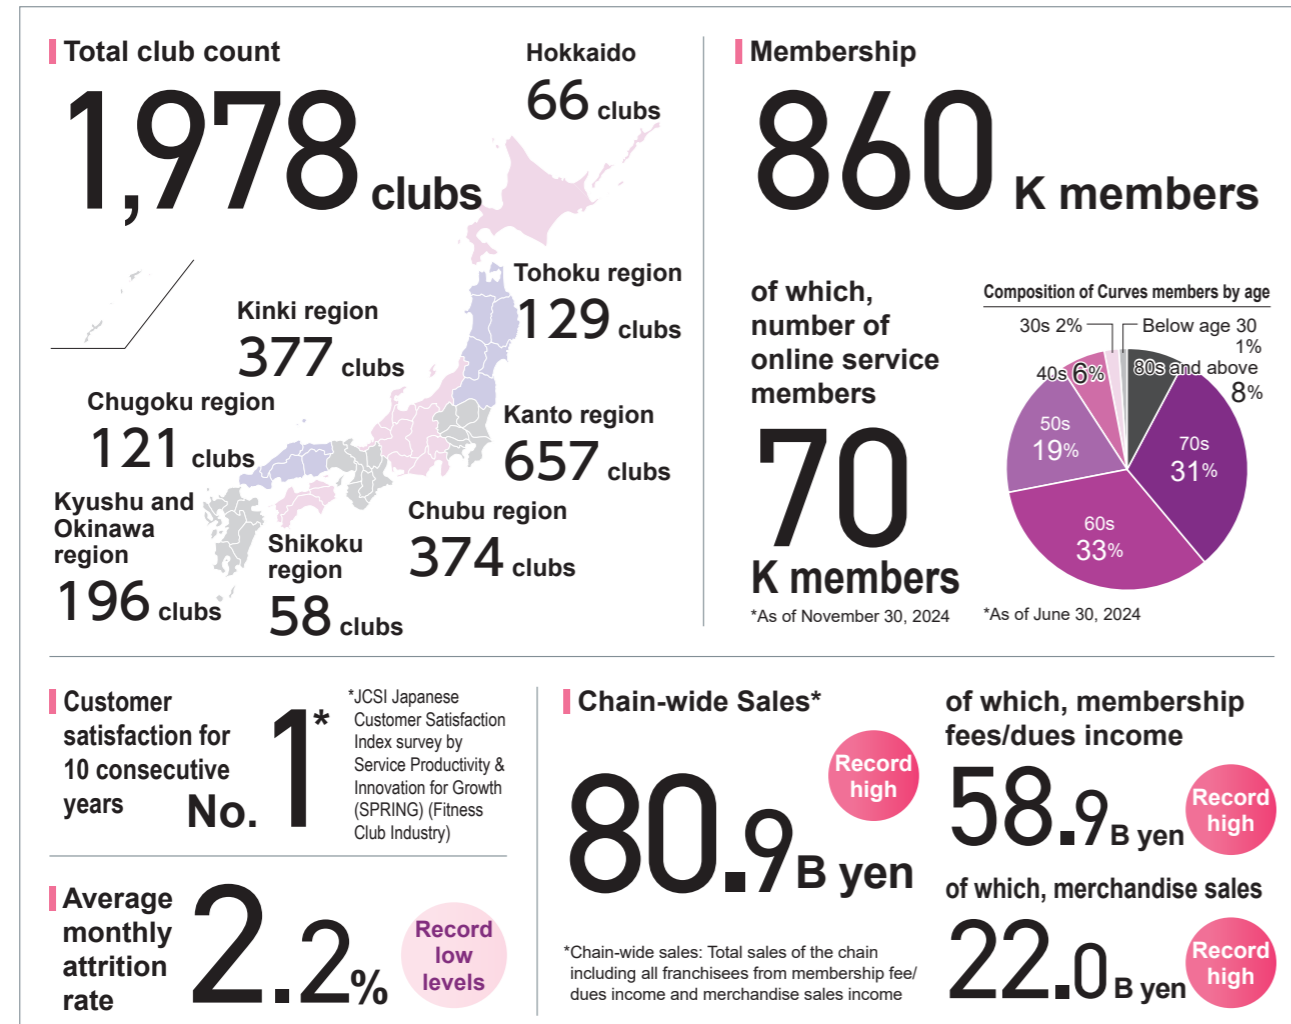 Total club count
1,978 clubs
Hokkaido
66 clubs
Tohoku region
129 clubs
Kinki region
377 clubs
Chugoku region
121 clubs
Kanto region
657 clubs
Kyushu and
Okinawa
region
196 clubs
Shikoku
region
58 clubs
Chubu region
374 clubs
Membership
860 K members
of which,
number of
online service
members
70
K members
*As of November 30, 2024
Composition of Curves members by age
30s 2%
Below age 30
1%
40s 6%
80s and above
8%
50s
19%
70s
31%
60s
33%
*As of June 30, 2024
Customer
satisfaction for
10 consecutive
years
No. 1*
*JCSI Japanese
Customer Satisfaction
Index survey by
Service Productivity &
Innovation for Growth
(SPRING) (Fitness
Club Industry)
Average
monthly
attrition
rate
2.2%
Record
low
levels
Chain-wide Sales*
80.9 B yen
Record
high
*Chain-wide sales: Total sales of the chain
including all franchisees from membership fee/
dues income and merchandise sales income
of which, membership
fees/dues income
58.9 B yen
Record
high
of which, merchandise sales
22.0 B yen
Record
high